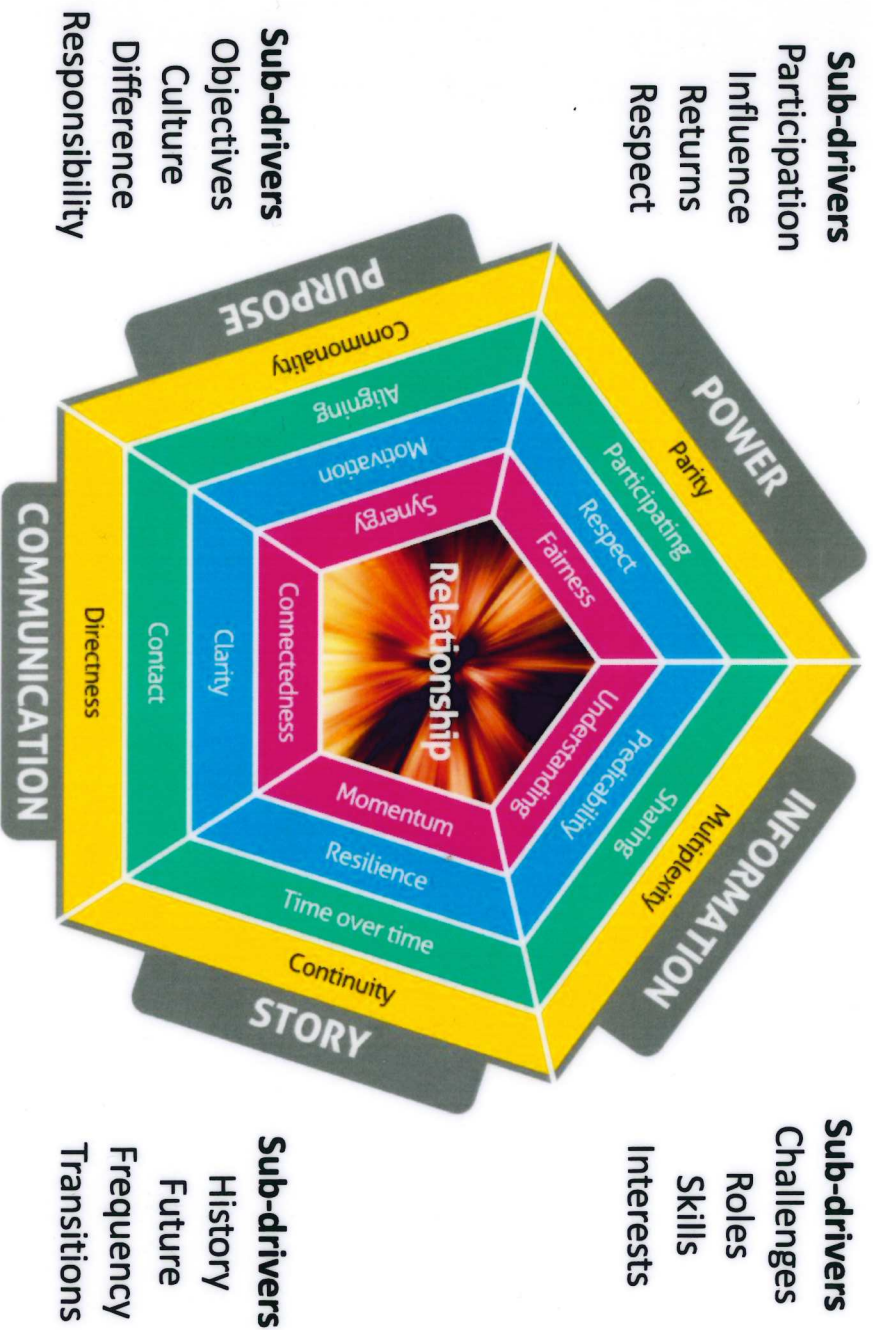 Sub-drivers
Participation
Influence
Returns
Respect
POWER
Parity
Participating
Respect
Fairness
INFORMATION
Multiplexity
Sharing
Predicability
Understanding
Sub-drivers
Challenges
Roles
Skills
Interests
Relationship
Sub-drivers
Objectives
Culture
Difference
Responsibility
PURPOSE
Commonality
Aligning
Motivation
Synergy
Momentum
Resilience
Time over time
Continuity
STORY
Sub-drivers
History
Future
Frequency
Transitions
Connectedness
Clarity
Contact
Directness
COMMUNICATION